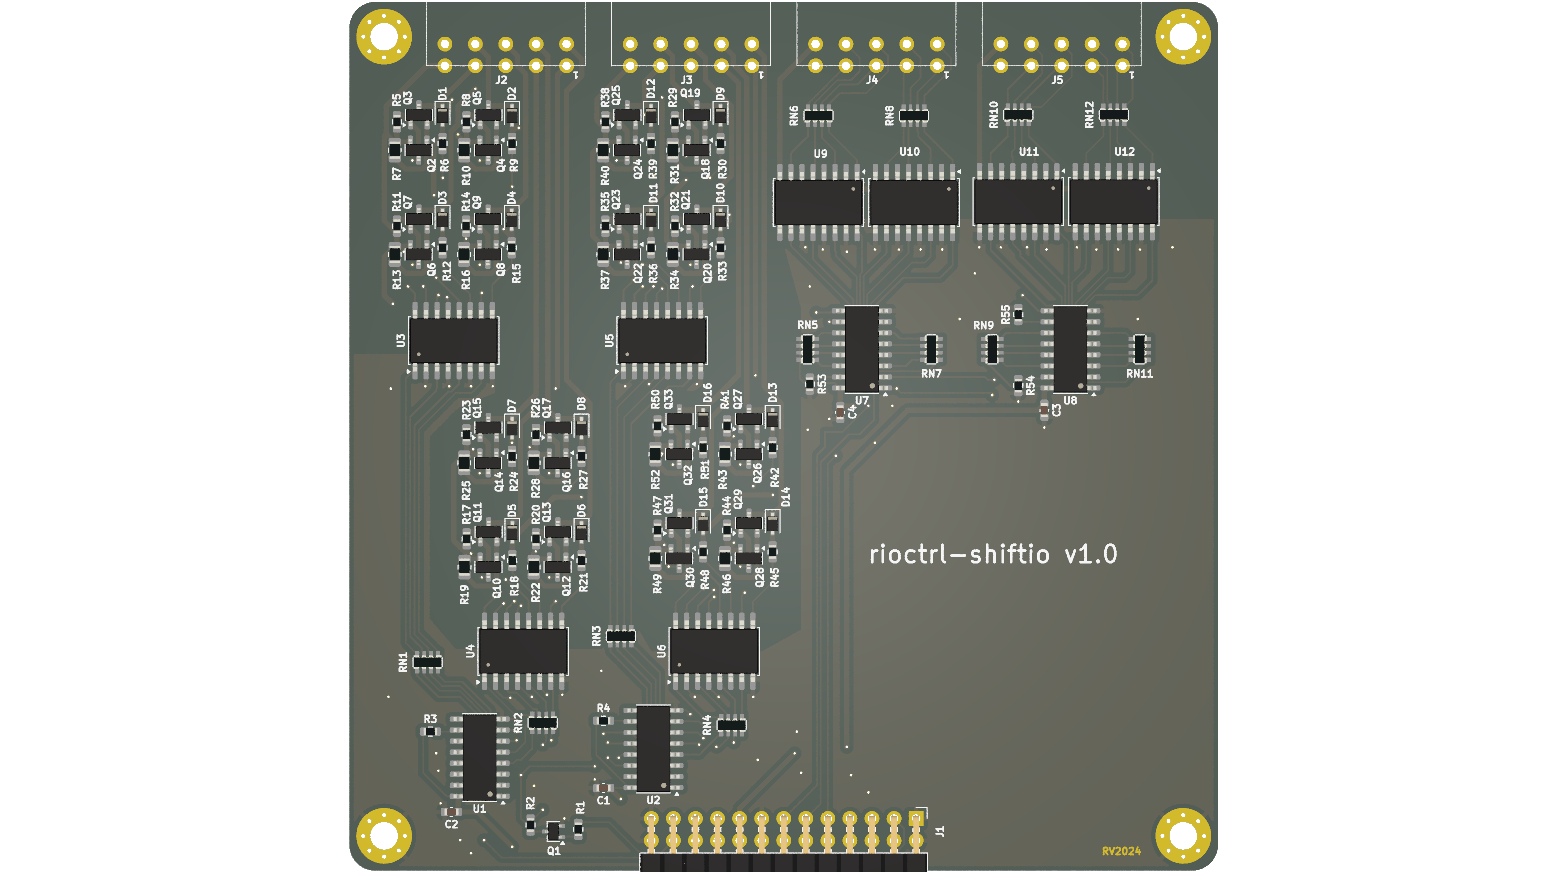 J2
J3
J4
J5
1
1
1
1
R5
Q3
D1
R8
Q5
D2
R38
Q25
D12
R29
Q19
D9
RN6
RN8
RN10
RN12
R7
Q2
R6
R10
Q4
R9
R40
Q24
R39
R31
Q18
R30
U9
U10
U11
U12
R11
Q7
D3
R14
Q9
D4
R35
Q23
D11
R32
Q21
D10
R13
Q6
R12
R16
Q8
R15
R37
Q22
R36
R34
Q20
R33
U3
U5
RN5
RN7
RN9
R55
RN11
R53
U7
C4
R54
U8
C3
R23
Q15
D7
R26
Q17
D8
R50
Q33
D16
R41
Q27
D13
R25
Q14
R24
R28
Q16
R27
R52
Q32
R51
R43
Q26
R42
R17
Q11
D5
R20
Q13
D6
R47
Q31
D15
R44
Q29
D14
R19
Q10
R18
R22
Q12
R21
R49
Q30
R48
R46
Q28
R45
rioctrl-shiftio v1.0
RN1
U4
RN3
U6
R3
RN2
R4
RN4
U1
C2
C1
U2
R2
R1
Q1
J1
RV2024